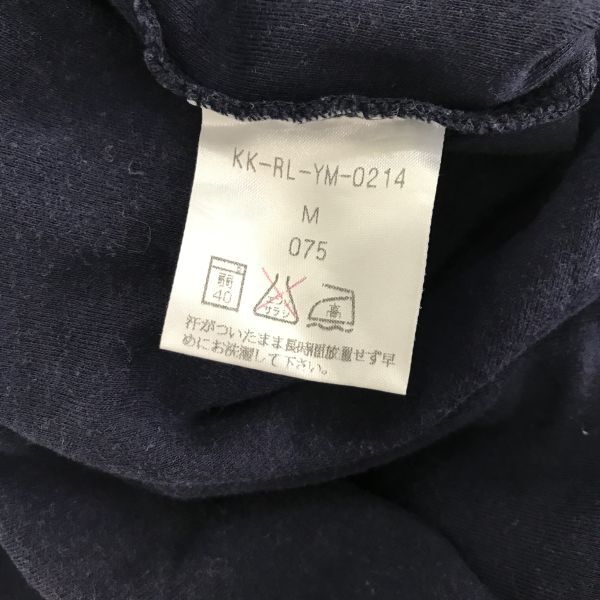 KK-RL-YM-0214
M
075
弱
40
エンソ
サラシ
高
汗がついたまま長時間放置せず早
めにお洗濯して下さい。